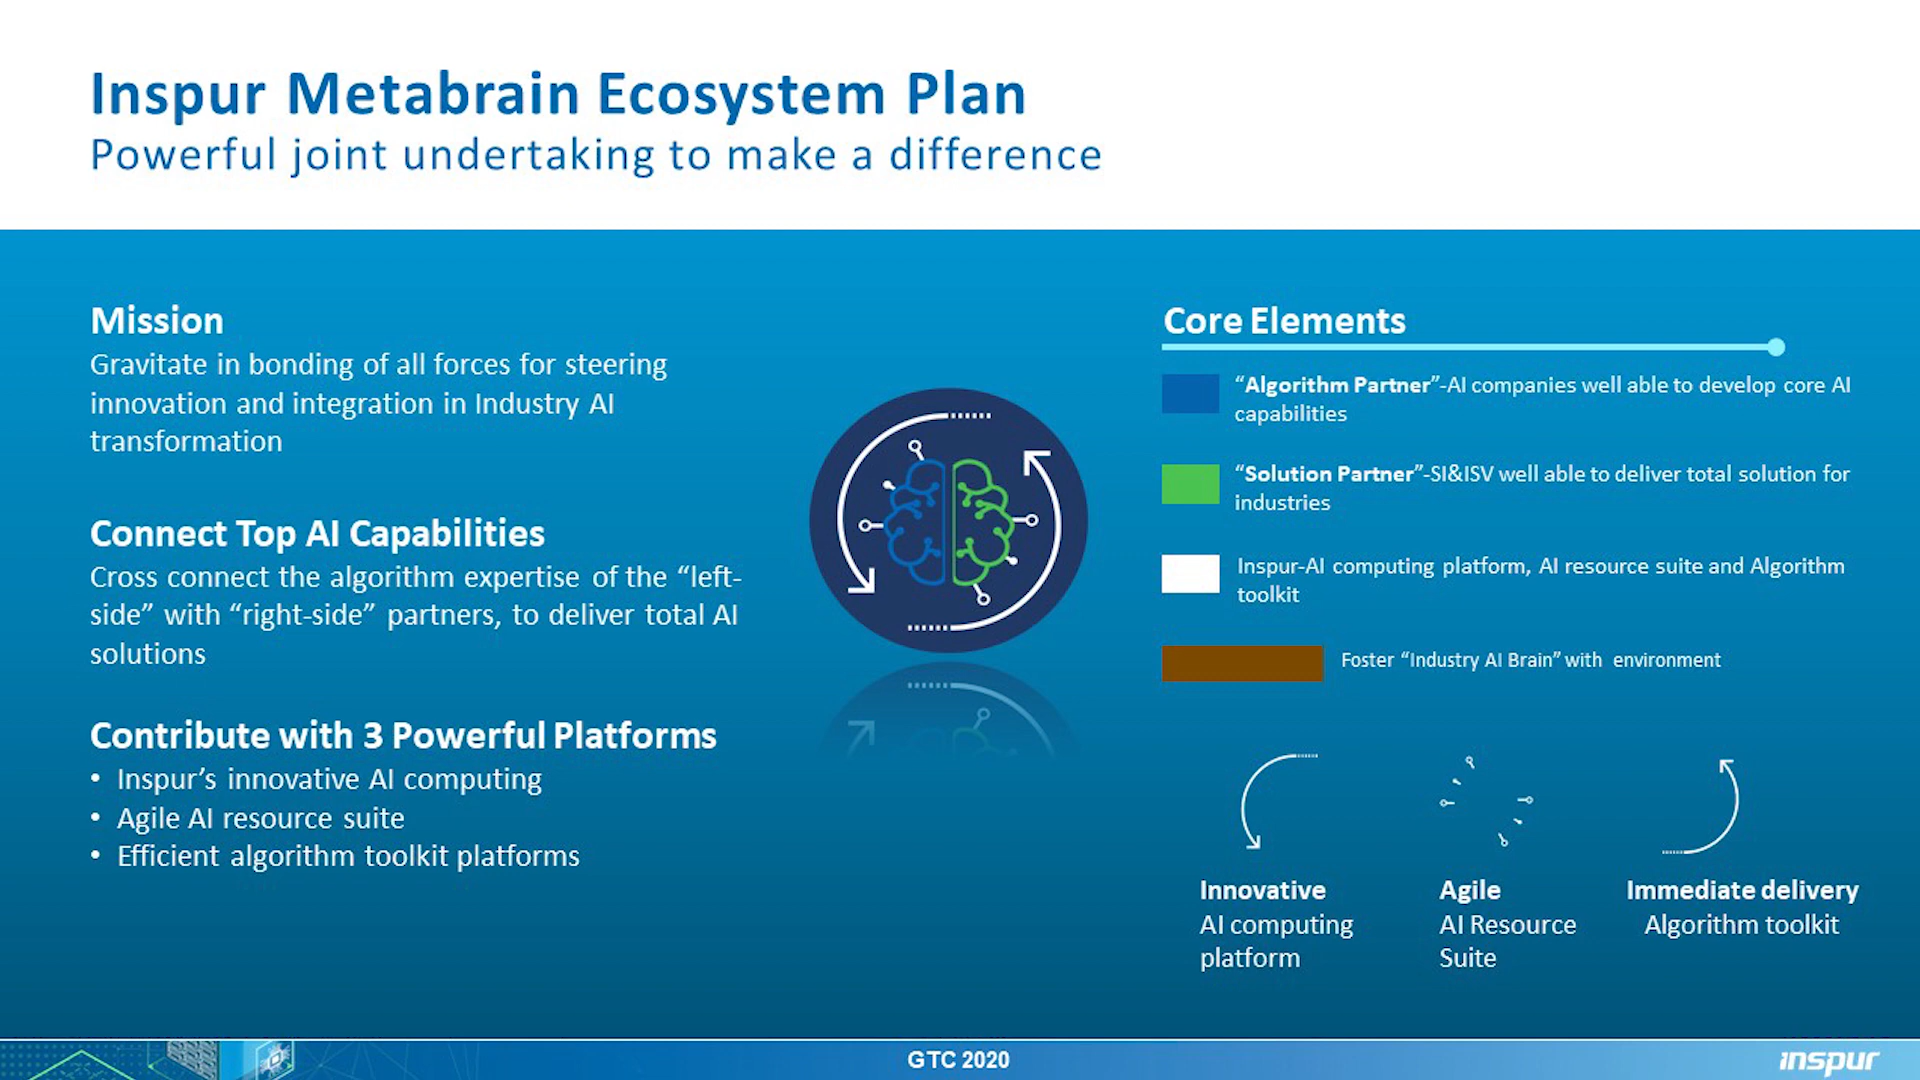 Inspur Metabrain Ecosystem Plan
Powerful joint undertaking to make a difference
Mission
Gravitate in bonding of all forces for steering
innovation and integration in Industry AI
transformation
Connect Top AI Capabilities
Cross connect the algorithm expertise of the “left-
side” with “right-side” partners, to deliver total AI
solutions
Contribute with 3 Powerful Platforms
• Inspur’s innovative AI computing
• Agile AI resource suite
• Efficient algorithm toolkit platforms
Core Elements
“Algorithm Partner”-AI companies well able to develop core AI
capabilities
“Solution Partner”-SI&ISV well able to deliver total solution for
industries
Inspur-AI computing platform, AI resource suite and Algorithm
toolkit
Foster “Industry AI Brain” with environment
Innovative
AI computing
platform
Agile
AI Resource
Suite
Immediate delivery
Algorithm toolkit
GTC 2020
inspur